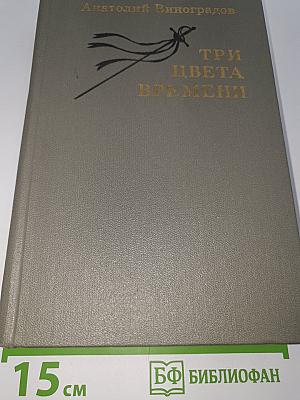 Анатолий Виноградов
ТРИ
ЦВЕТА
ВРЕМЕНИ
15 см
БФ БИБЛИОФАН